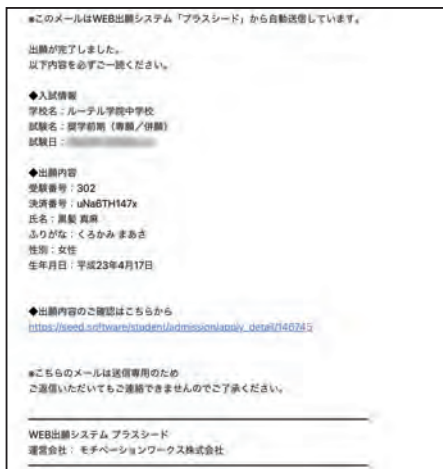 ※このメールはWEB出願システム「プラスシード」から自動送信しています。
出願が完了しました。
以下内容を必ずご一読ください。
◆入試情報
学校名：ルーテル学院中学校
試験名：奨学前期（専願／併願）
試験日：
◆出願内容
受験番号：302
決済番号：uNa6TH147x
氏名：黒髪 真麻
ふりがな：くろかみ まあさ
性別：女性
生年月日：平成23年4月17日
◆出願内容のご確認はこちらから
https://seed.software/student/admission/apply_detail/146745
※こちらのメールは送信専用のため
ご返信いただいてもご連絡できませんのでご了承ください。
WEB出願システム プラスシード
運営会社： モチベーションワークス株式会社